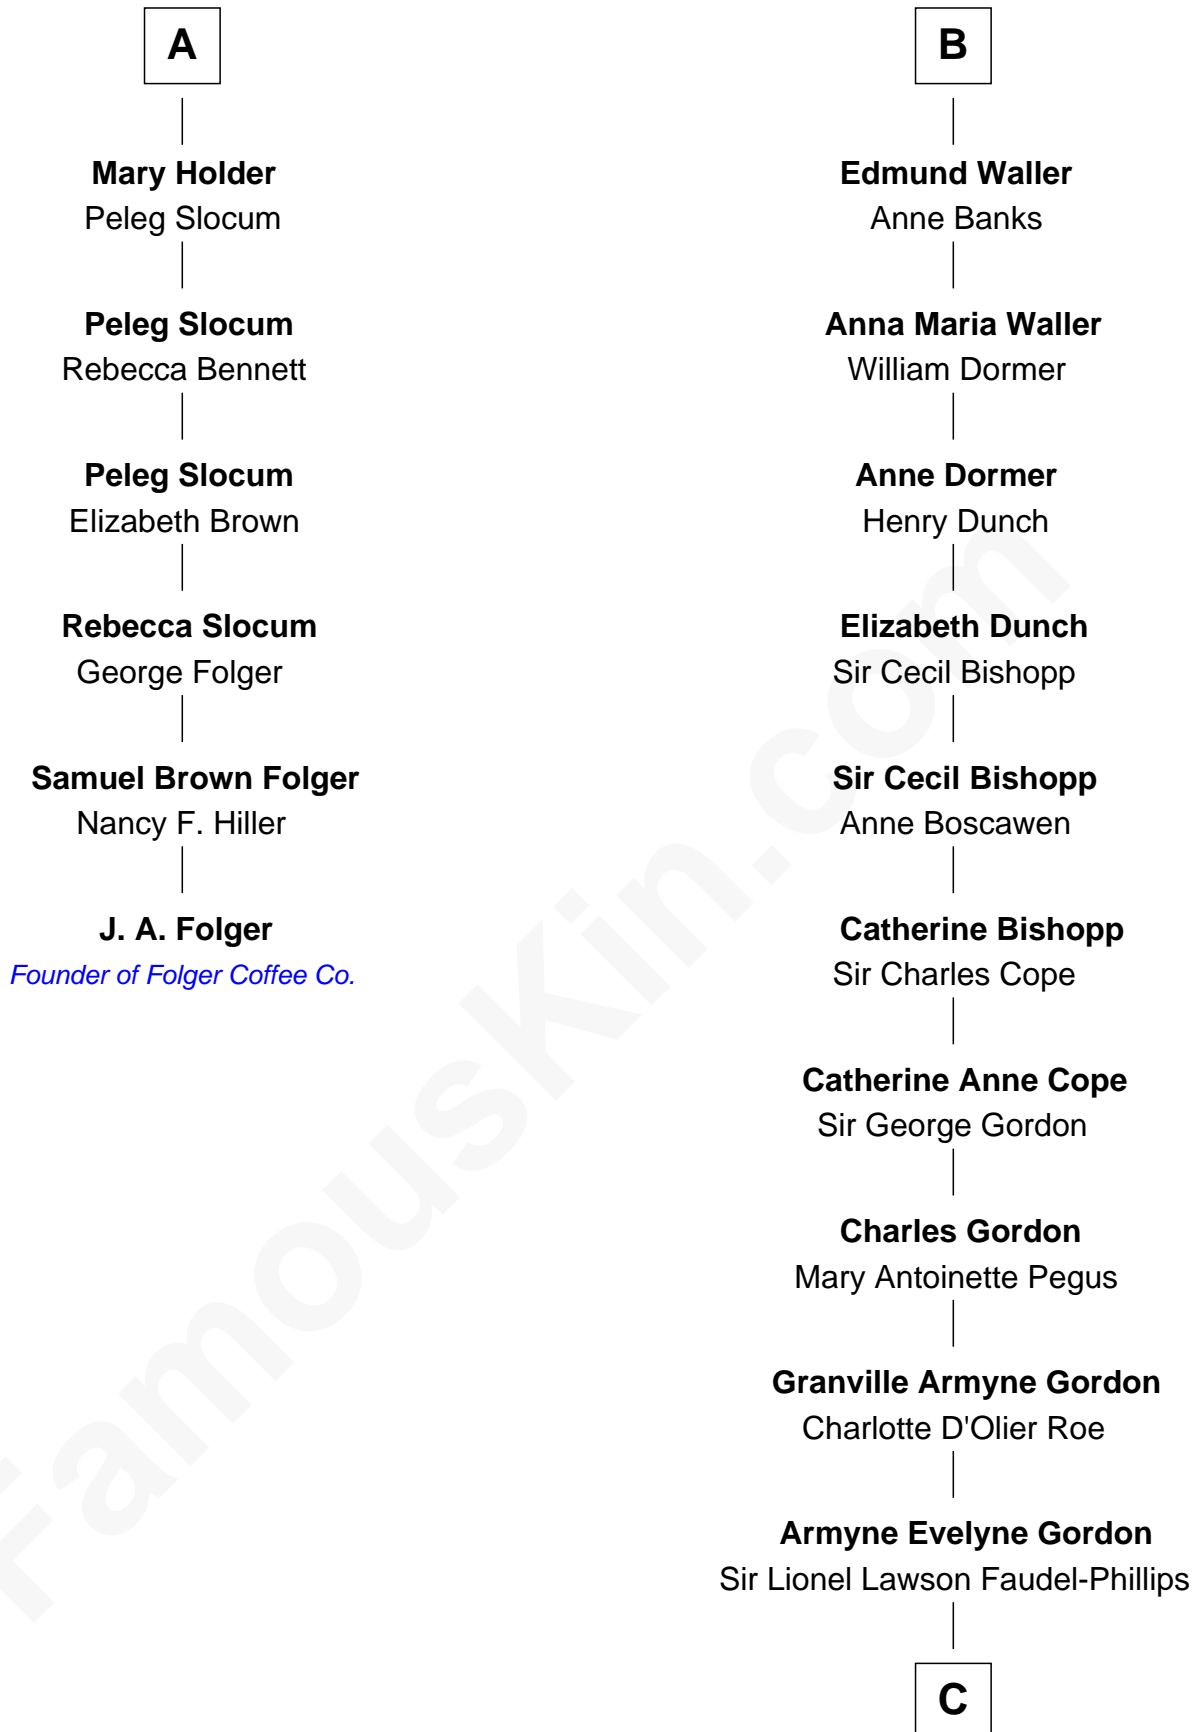 A
Mary Holder
Peleg Slocum
Peleg Slocum
Rebecca Bennett
Peleg Slocum
Elizabeth Brown
Rebecca Slocum
George Folger
Samuel Brown Folger
Nancy F. Hiller
J. A. Folger
Founder of Folger Coffee Co.
B
Edmund Waller
Anne Banks
Anna Maria Waller
William Dormer
Anne Dormer
Henry Dunch
Elizabeth Dunch
Sir Cecil Bishopp
Sir Cecil Bishopp
Anne Boscawen
Catherine Bishopp
Sir Charles Cope
Catherine Anne Cope
Sir George Gordon
Charles Gordon
Mary Antoinette Pegus
Granville Armyne Gordon
Charlotte D'Olier Roe
Armyne Evelyne Gordon
Sir Lionel Lawson Faudel-Phillips
C
FamousKin.com